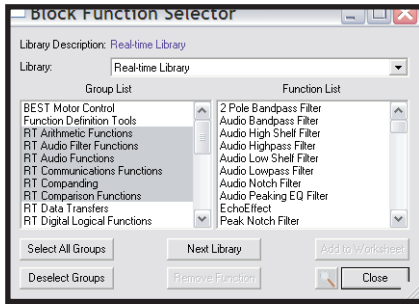 Block Function Selector
Library Description: Real-time Library
Library: Real-time Library
Group List
BEST Motor Control
Function Definition Tools
RT Arithmetic Functions
RT Audio Filter Functions
RT Audio Functions
RT Communications Functions
RT Companding
RT Comparison Functions
RT Data Transfers
RT Digital Logical Functions
Function List
2 Pole Bandpass Filter
Audio Bandpass Filter
Audio High Shelf Filter
Audio Highpass Filter
Audio Low Shelf Filter
Audio Lowpass Filter
Audio Notch Filter
Audio Peaking EQ Filter
EchoEffect
Peak Notch Filter
Select All Groups Next Library Add to Worksheet
Deselect Groups Remove Function Close